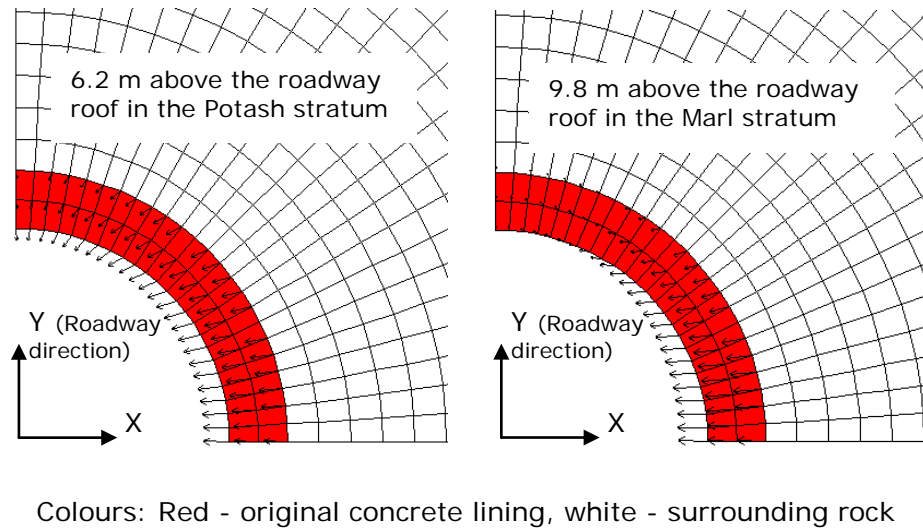 6.2 m above the roadway
roof in the Potash stratum
9.8 m above the roadway
roof in the Marl stratum
Y (Roadway
direction)
X
Y (Roadway
direction)
X
Colours: Red - original concrete lining, white - surrounding rock